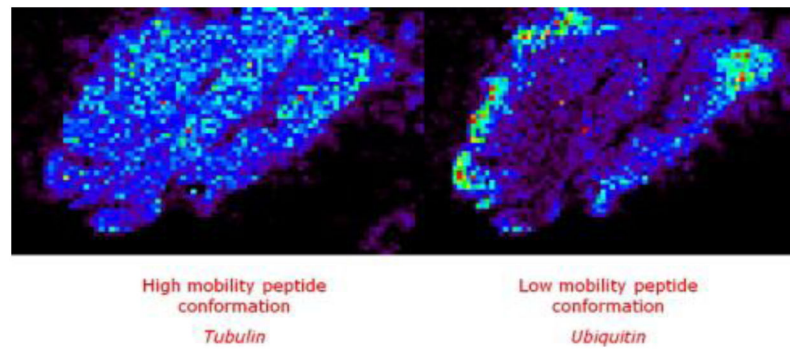 High mobility peptide
conformation
Tubulin
Low mobility peptide
conformation
Ubiquitin